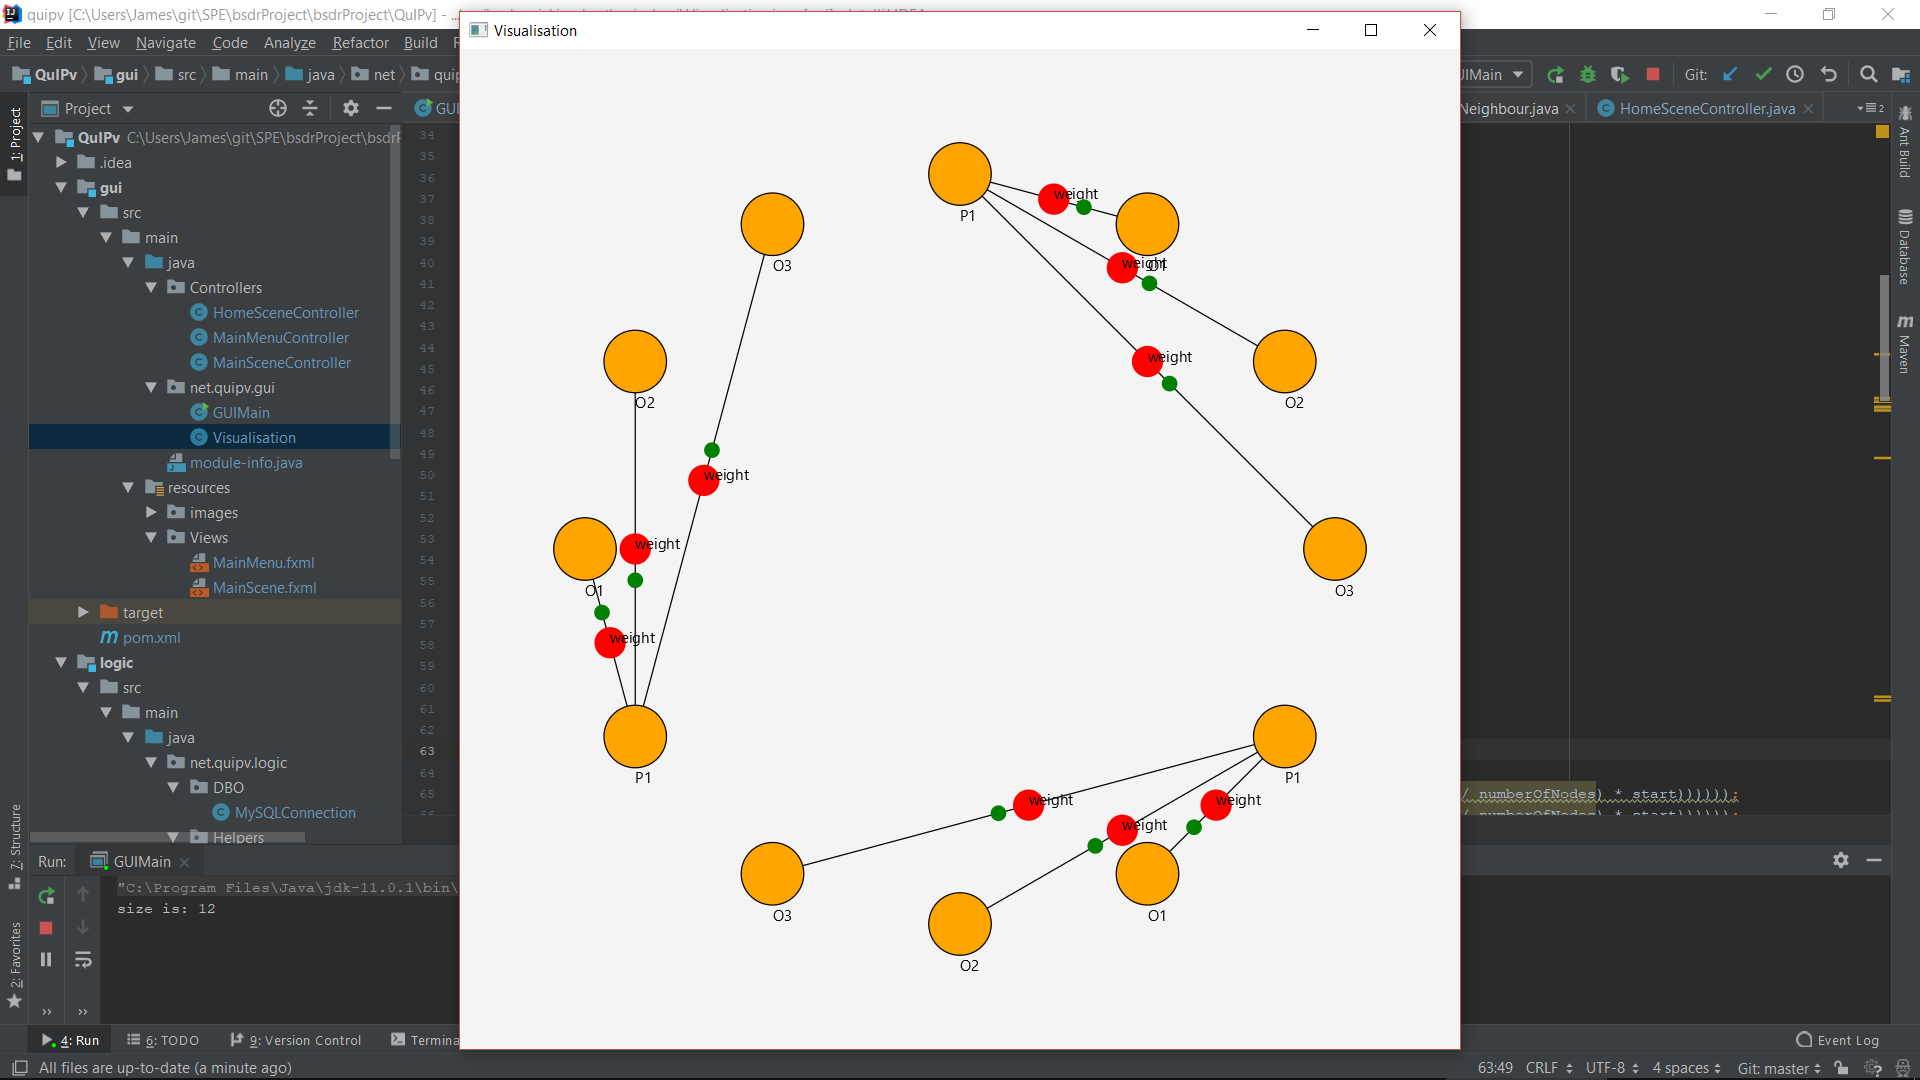 quipv [C:\Users\James\git\SPE\bsdrProject\bsdrProject\QuIPv] - ...
Visualisation
File Edit View Navigate Code Analyze Refactor Build
QuIPv gui src main java net quip
UIMain
Git:
Project
GUI
Neighbour.java
HomeSceneController.java
2
1: Project
QuIPv C:\Users\James\git\SPE\bsdrProject\bsdrP
.idea
gui
src
main
java
Controllers
HomeSceneController
MainMenuController
MainSceneController
net.quipv.gui
GUIMain
Visualisation
module-info.java
resources
images
Views
MainMenu.fxml
MainScene.fxml
target
pom.xml
logic
src
main
java
net.quipv.logic
DBO
MySQLConnection
Helpers
34
35
36
37
38
39
40
41
42
43
44
45
46
47
48
49
50
51
52
53
54
55
56
57
58
59
60
61
62
63
64
65
P1
weight
O3
weight
O1
weight
O2
O2
weight
weight
O3
weight
O1
weight
P1
P1
weight
weight
weight
O3
O1
O2
/ numberOfNodes) * start))))));
/ numberOfNodes) * start))))));
Ant Build
Database
Maven
7: Structure
2: Favorites
Run: GUIMain
"C:\Program Files\Java\jdk-11.0.1\bin\
size is: 12
4: Run 6: TODO 9: Version Control Termina
Event Log
All files are up-to-date (a minute ago)
63:49 CRLF UTF-8 4 spaces Git: master